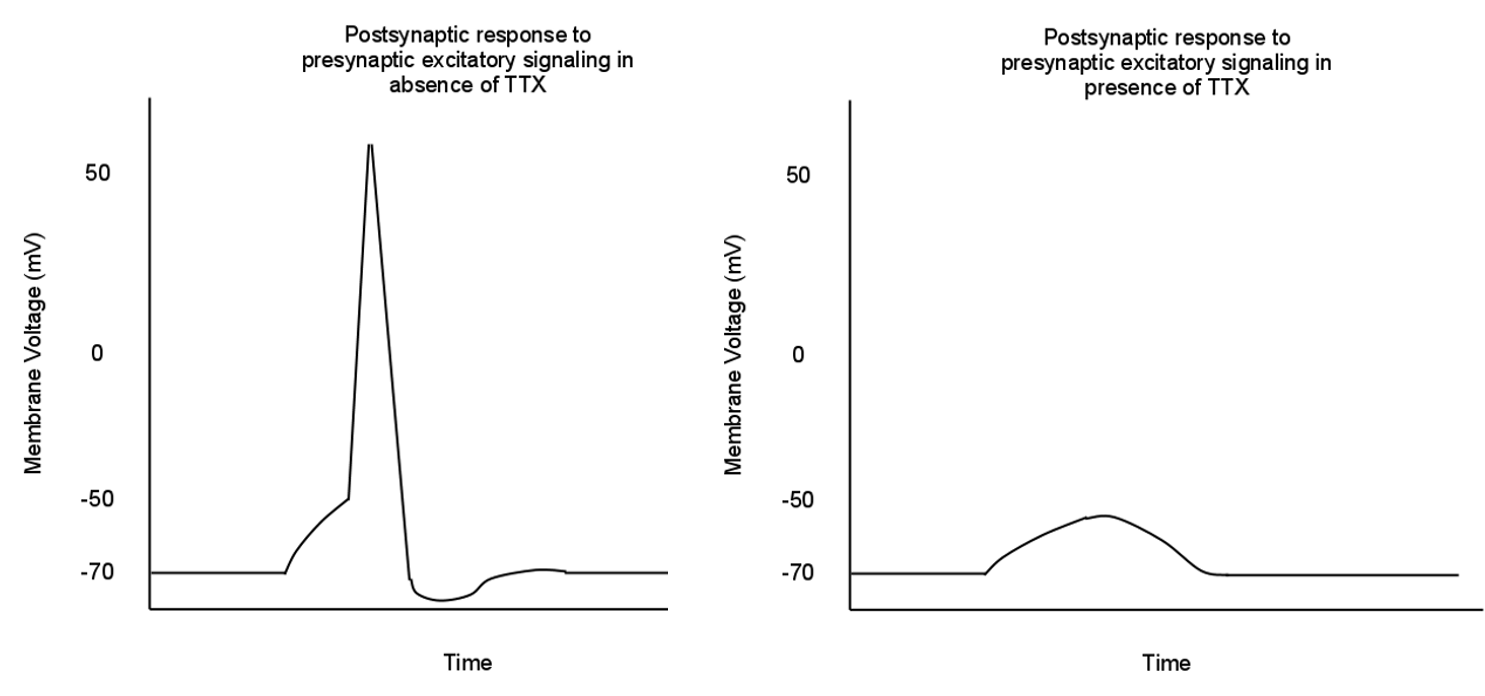 Postsynaptic response to
presynaptic excitatory signaling in
absence of TTX
50
0
-50
-70
Membrane Voltage (mV)
Time
Postsynaptic response to
presynaptic excitatory signaling in
presence of TTX
50
0
-50
-70
Membrane Voltage (mV)
Time